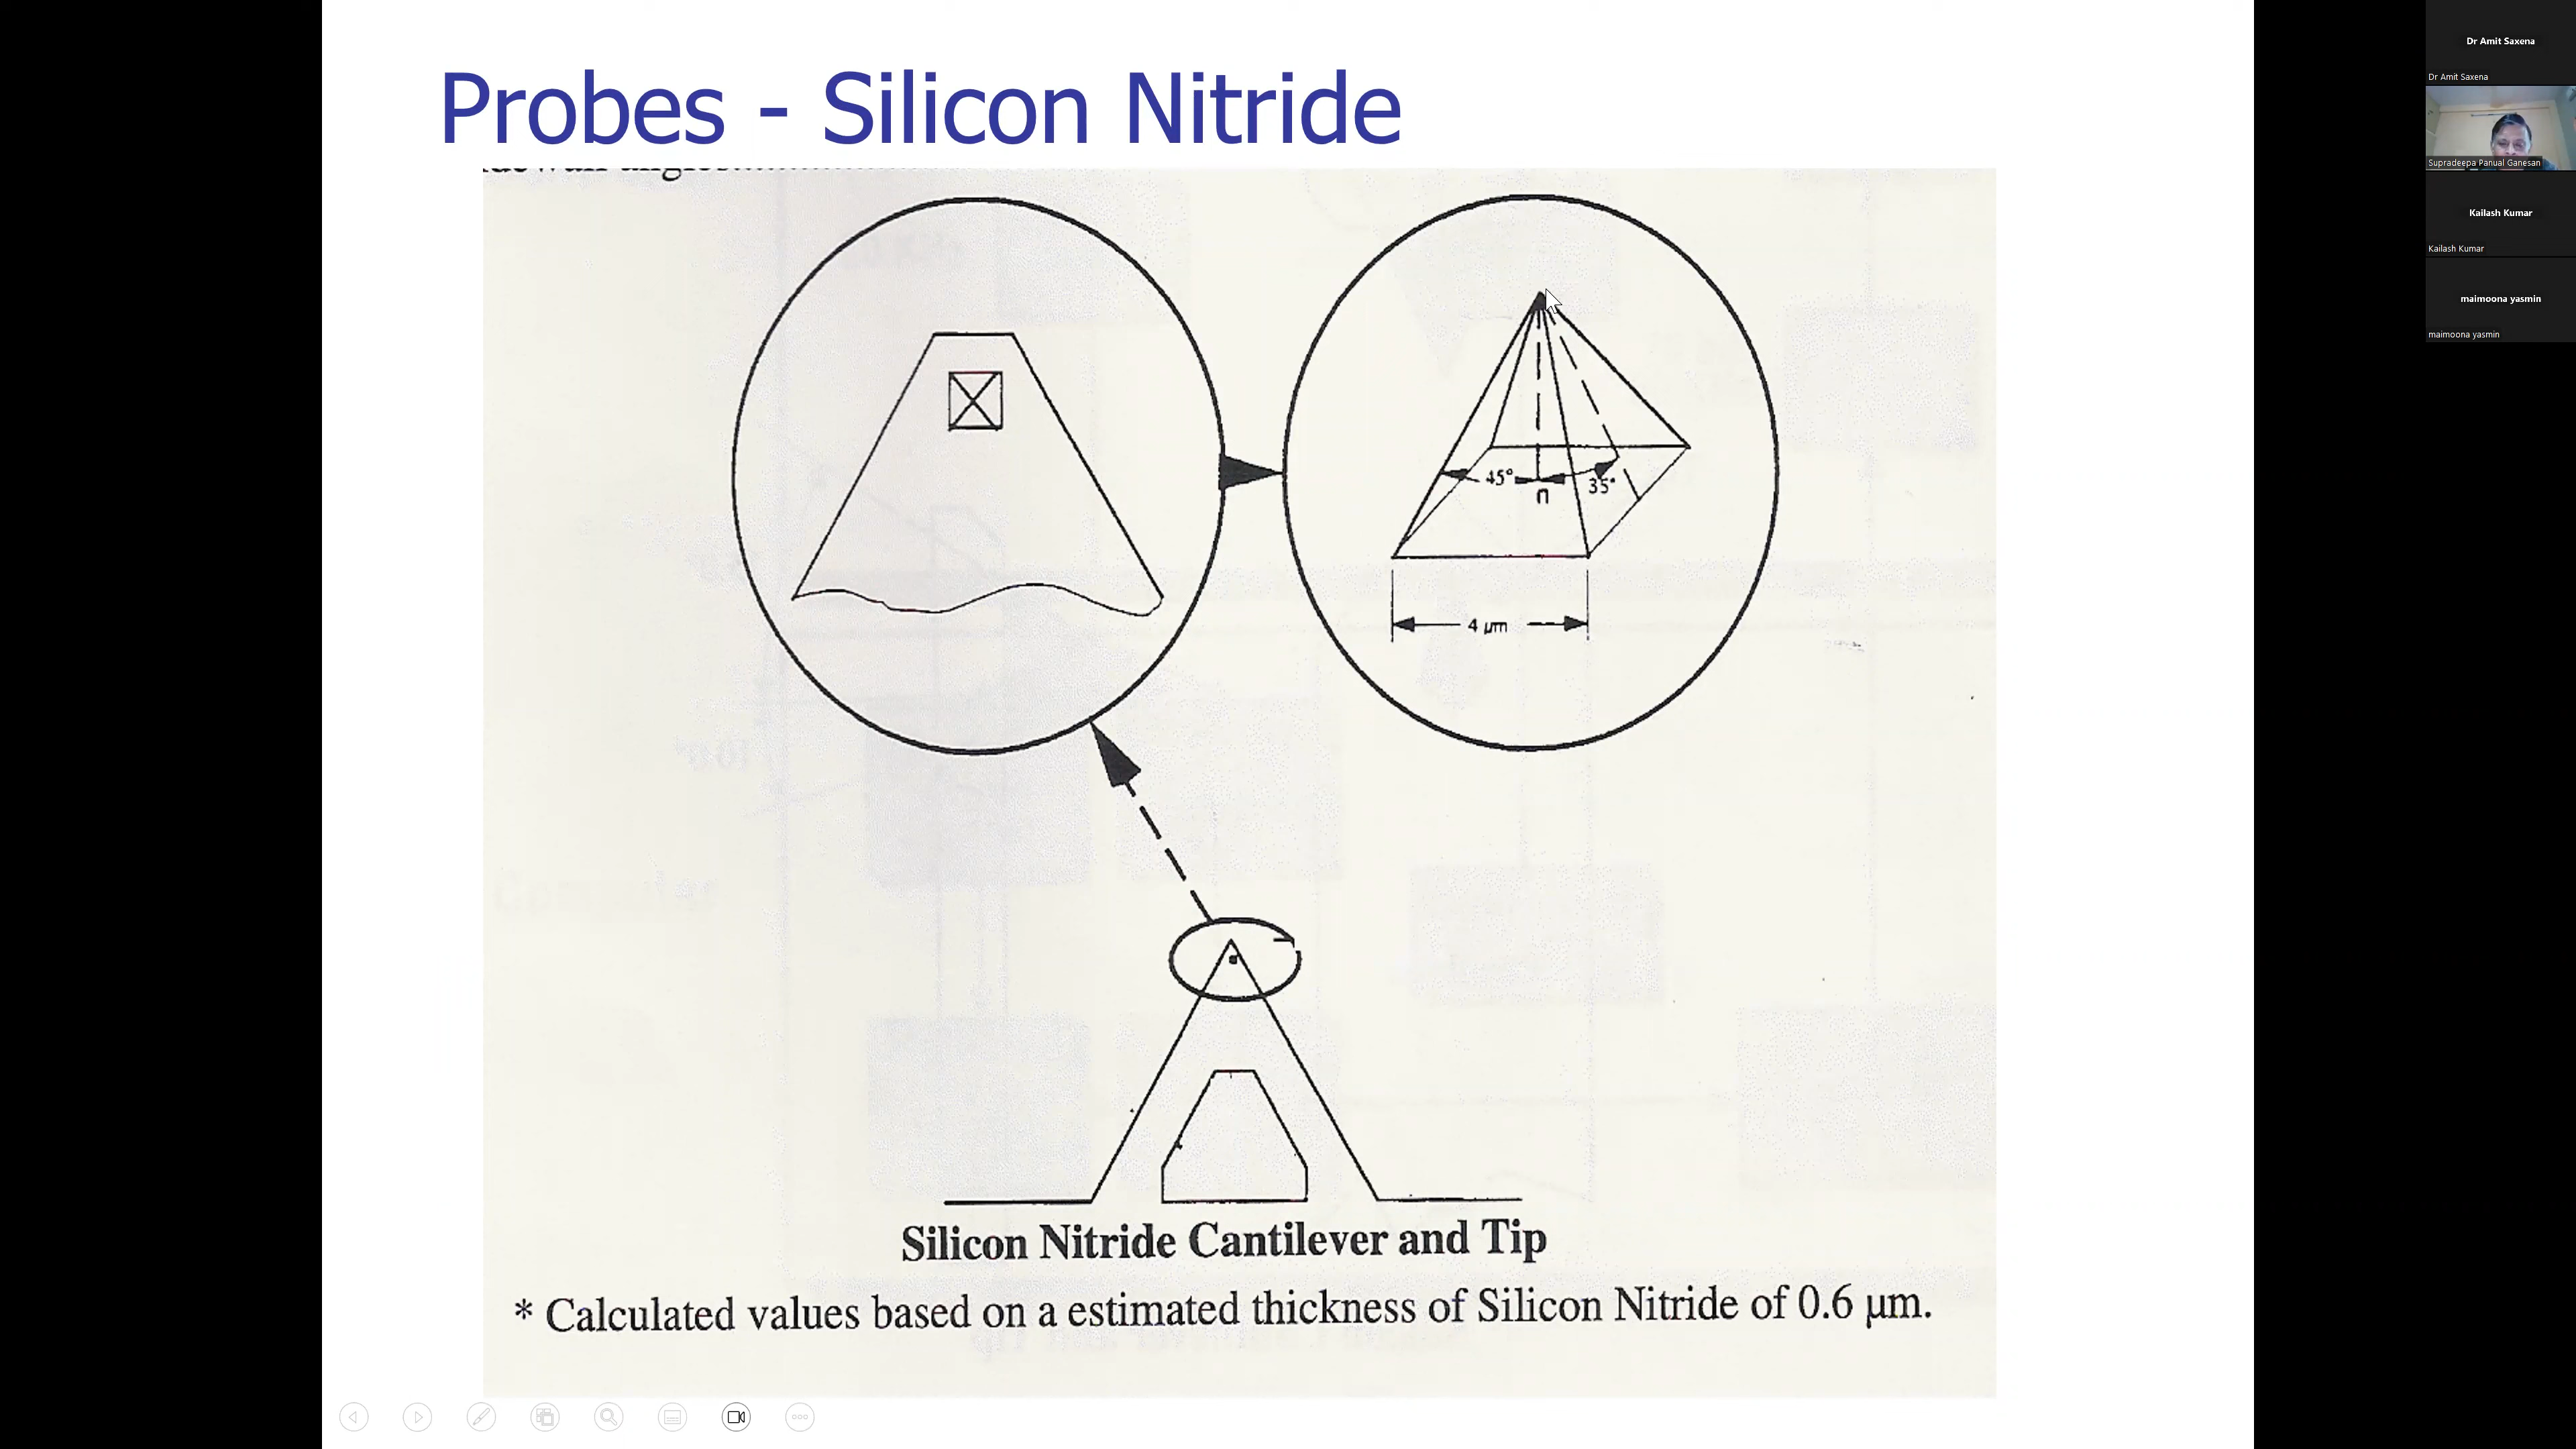 Probes - Silicon Nitride
45°
35°
n
4 µm
Silicon Nitride Cantilever and Tip
* Calculated values based on a estimated thickness of Silicon Nitride of 0.6 µm.
Dr Amit Saxena
Dr Amit Saxena
Supradeepa Panual Ganesan
Kailash Kumar
Kailash Kumar
maimoona yasmin
maimoona yasmin